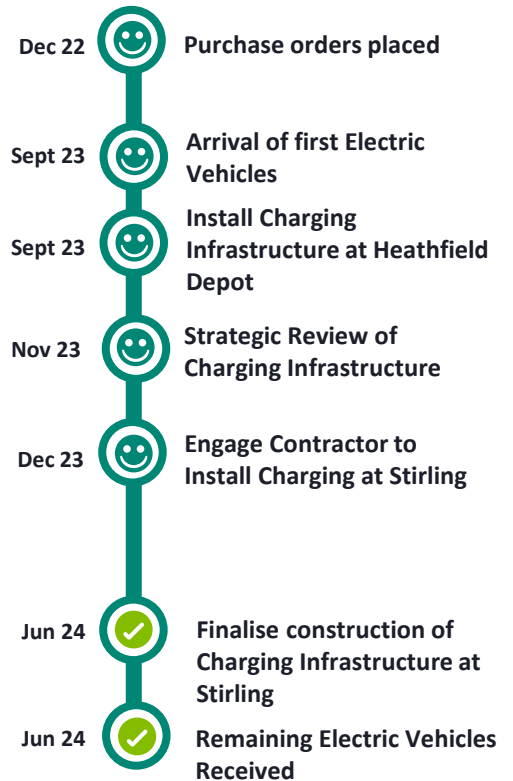 Dec 22
Purchase orders placed
Sept 23
Arrival of first Electric
Vehicles
Sept 23
Install Charging
Infrastructure at Heathfield
Depot
Nov 23
Strategic Review of
Charging Infrastructure
Dec 23
Engage Contractor to
Install Charging at Stirling
Jun 24
Finalise construction of
Charging Infrastructure at
Stirling
Jun 24
Remaining Electric Vehicles
Received